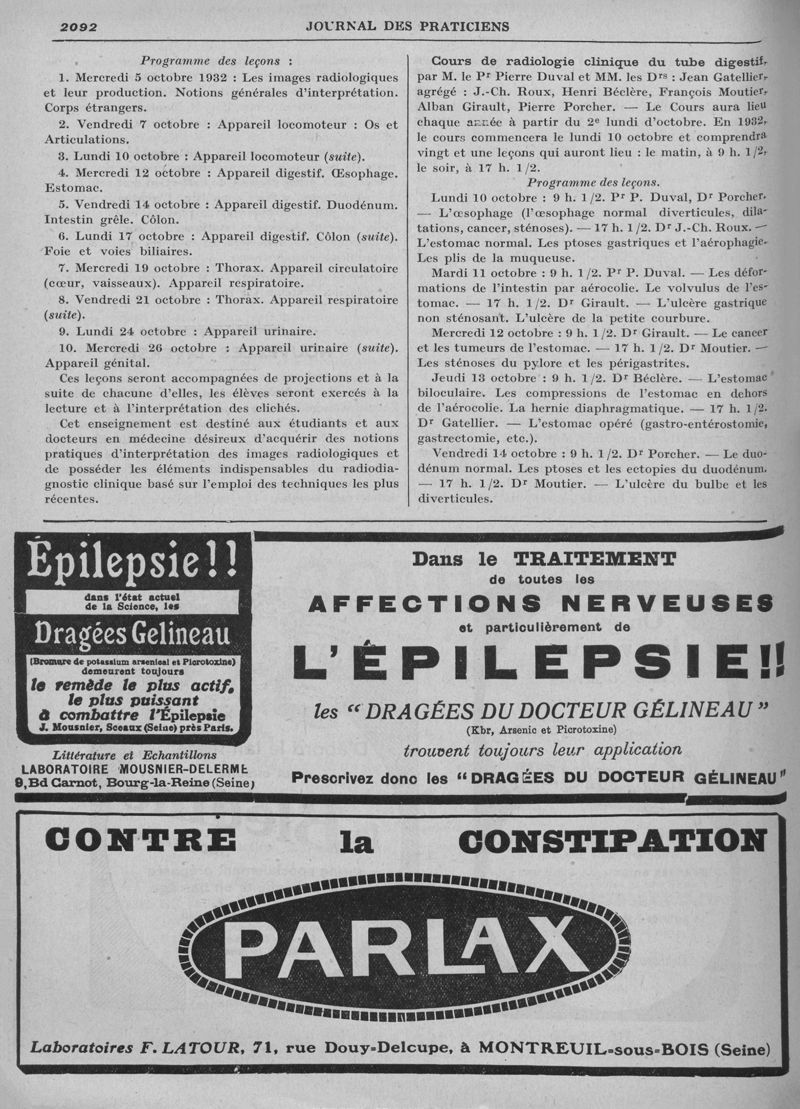 2092
JOURNAL DES PRATICIENS
Programme des leçons :
1. Mercredi 5 octobre 1932 : Les images radiologiques
et leur production. Notions générales d'interprétation.
Corps étrangers.
2. Vendredi 7 octobre : Appareil locomoteur : Os et
Articulations.
3. Lundi 10 octobre : Appareil locomoteur (suite).
4. Mercredi 12 octobre : Appareil digestif. Œsophage.
Estomac.
5. Vendredi 14 octobre : Appareil digestif. Duodénum.
Intestin grêle. Côlon.
6. Lundi 17 octobre : Appareil digestif. Côlon (suite).
Foie et voies biliaires.
7. Mercredi 19 octobre : Thorax. Appareil circulatoire
(cœur, vaisseaux). Appareil respiratoire.
8. Vendredi 21 octobre : Thorax. Appareil respiratoire
(suite).
9. Lundi 24 octobre : Appareil urinaire.
10. Mercredi 26 octobre : Appareil urinaire (suite).
Appareil génital.
Ces leçons seront accompagnées de projections et à la
suite de chacune d'elles, les élèves seront exercés à la
lecture et à l'interprétation des clichés.
Cet enseignement est destiné aux étudiants et aux
docteurs en médecine désireux d'acquérir des notions
pratiques d'interprétation des images radiologiques et
de posséder les éléments indispensables du radiodia-
gnostic clinique basé sur l'emploi des techniques les plus
récentes.
Cours de radiologie clinique du tube digestif,
par M. le Pr Pierre Duval et MM. les Drs : Jean Gatellier,
agrégé : J.-Ch. Roux, Henri Béclère, François Moutier,
Alban Girault, Pierre Porcher. — Le Cours aura lieu
chaque année à partir du 2e lundi d'octobre. En 1932,
le cours commencera le lundi 10 octobre et comprendra
vingt et une leçons qui auront lieu : le matin, à 9 h. 1/2,
le soir, à 17 h. 1/2.
Programme des leçons.
Lundi 10 octobre : 9 h. 1/2. Pr P. Duval, Dr Porcher.
— L'œsophage (l'œsophage normal diverticules, dila-
tations, cancer, sténoses). — 17 h. 1/2. Dr J.-Ch. Roux. —
L'estomac normal. Les ptoses gastriques et l'aérophagie.
Les plis de la muqueuse.
Mardi 11 octobre : 9 h. 1/2. Pr P. Duval. — Les défor-
mations de l'intestin par aérocolie. Le volvulus de l'es-
tomac. — 17 h. 1/2. Dr Girault. — L'ulcère gastrique
non sténosant. L'ulcère de la petite courbure.
Mercredi 12 octobre : 9 h. 1/2. Dr Girault. — Le cancer
et les tumeurs de l'estomac. — 17 h. 1/2. Dr Moutier. —
Les sténoses du pylore et les périgastrites.
Jeudi 13 octobre : 9 h. 1/2. Dr Béclère. — L'estomac
biloculaire. Les compressions de l'estomac en dehors
de l'aérocolie. La hernie diaphragmatique. — 17 h. 1/2.
Dr Gatellier. — L'estomac opéré (gastro-entérostomie,
gastrectomie, etc.).
Vendredi 14 octobre : 9 h. 1/2. Dr Porcher. — Le duo-
dénum normal. Les ptoses et les ectopies du duodénum.
— 17 h. 1/2. Dr Moutier. — L'ulcère du bulbe et les
diverticules.
Épilepsie!!
dans l'état actuel
de la Science, les
Dragées Gelineau
(Bromure de potassium arsenical et Picrotoxine)
demeurent toujours
le remède le plus actif,
le plus puissant
à combattre l'Épilepsie
J. Mousnier, Sceaux (Seine) près Paris.
Littérature et Echantillons
LABORATOIRE MOUSNIER-DELERME
9, Bd Carnot, Bourg-la-Reine (Seine)
Dans le TRAITEMENT
de toutes les
AFFECTIONS NERVEUSES
et particulièrement de
L'ÉPILEPSIE!!
les “ DRAGÉES DU DOCTEUR GÉLINEAU ”
(Kbr, Arsenic et Picrotoxine)
trouvent toujours leur application
Prescrivez donc les “ DRAGÉES DU DOCTEUR GÉLINEAU ”
CONTRE la CONSTIPATION
PARLAX
Laboratoires F. LATOUR, 71, rue Douy-Delcupe, à MONTREUIL-sous-BOIS (Seine)